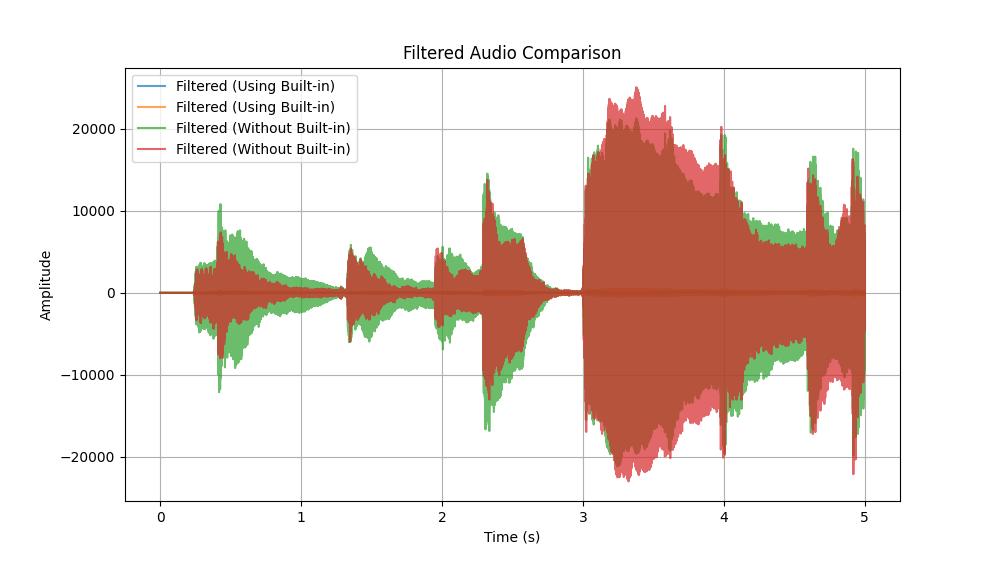 Filtered Audio Comparison
Filtered (Using Built-in)
Filtered (Using Built-in)
Filtered (Without Built-in)
Filtered (Without Built-in)
20000
10000
0
−10000
−20000
Amplitude
0 1 2 3 4 5
Time (s)